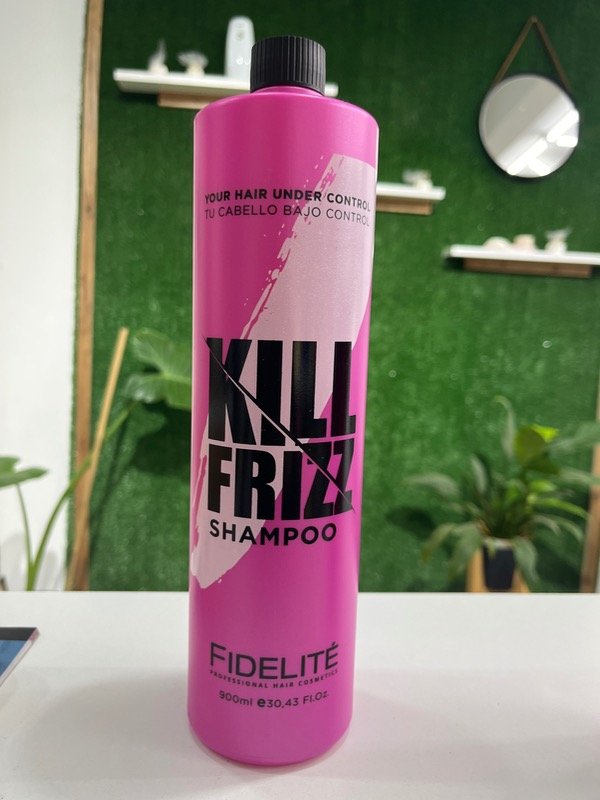 YOUR HAIR UNDER CONTROL
TU CABELLO BAJO CONTROL
KILL
FRIZZ
SHAMPOO
FIDELITÉ
PROFESSIONAL HAIR COSMETICS
900ml e30,43 Fl.Oz.